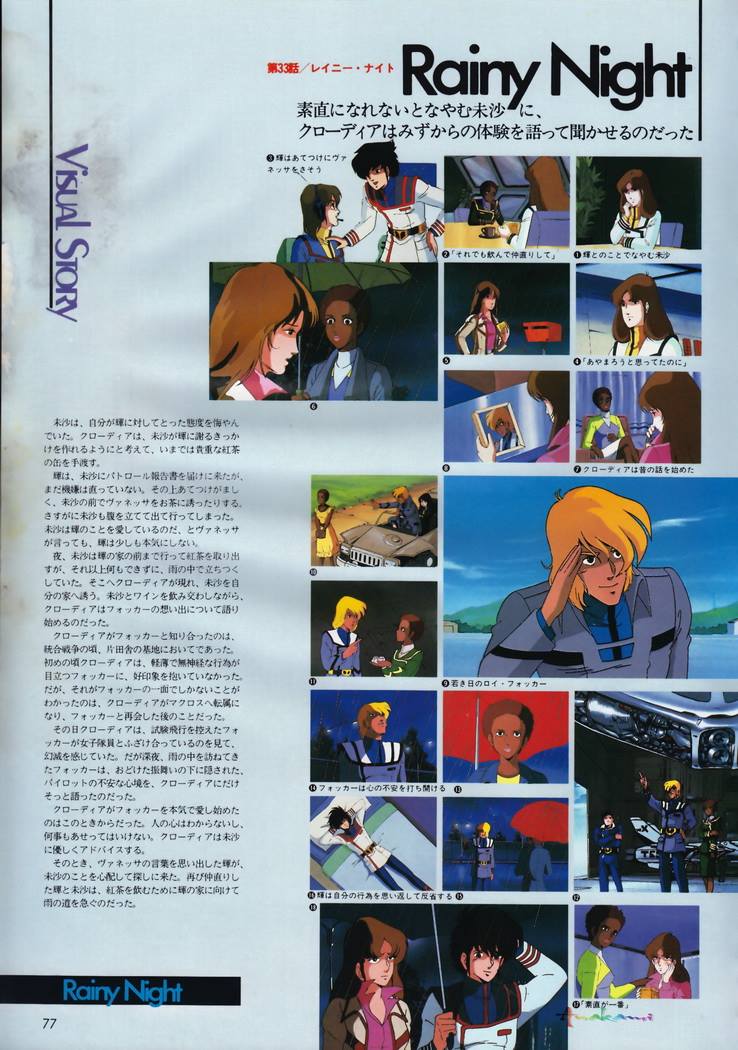 第33話／レイニー・ナイト
Rainy Night
素直になれないとなやむ未沙に、
クローディアはみずからの体験を語って聞かせるのだった
VISUAL STORY
❸輝はあてつけにヴァ
ネッサをさそう
❷「それでも飲んで仲直りして」
❶輝とのことでなやむ未沙
❻
❺
❹「あやまろうと思ってたのに」
❽
❼クローディアは昔の話を始めた
❿
⓫
❾若き日のロイ・フォッカー
⓮フォッカーは心の不安を打ち開ける
⓭
⓰輝は自分の行為を思い返して反省する
⓯
⓬
⓲
⓱「素直が一番」
未沙は、自分が輝に対してとった態度を悔やん
でいた。クローディアは、未沙が輝に謝るきっか
けを作れるようにと考えて、いまでは貴重な紅茶
の缶を手渡す。
輝は、未沙にパトロール報告書を届けに来たが、
まだ機嫌は直っていない。その上あてつけがまし
く、未沙の前でヴァネッサをお茶に誘ったりする。
さすがに未沙も腹を立てて出て行ってしまった。
未沙は輝のことを愛しているのだ、とヴァネッサ
が言っても、輝は少しも本気にしない。
夜、未沙は輝の家の前まで行って紅茶を取り出
すが、それ以上何もできずに、雨の中で立ちつく
していた。そこへクローディアが現れ、未沙を自
分の家へ誘う。未沙とワインを飲み交わしながら、
クローディアはフォッカーの想い出について語り
始めるのだった。
クローディアがフォッカーと知り合ったのは、
統合戦争の頃、片田舎の基地においてであった。
初めの頃クローディアは、軽薄で無神経な行為が
目立つフォッカーに、好印象を抱いていなかった。
だが、それがフォッカーの一面でしかないことが
わかったのは、クローディアがマクロスへ転属に
なり、フォッカーと再会した後のことだった。
その日クローディアは、試験飛行を控えたフォ
ッカーが女子隊員とふざけ合っているのを見て、
幻滅を感じていた。だが深夜、雨の中を訪ねてき
たフォッカーは、おどけた振舞いの下に隠された、
パイロットの不安な心境を、クローディアにだけ
そっと語ったのだった。
クローディアがフォッカーを本気で愛し始めた
のはこのときからだった。人の心はわからないし、
何事もあせってはいけない。クローディアは未沙
に優しくアドバイスする。
そのとき、ヴァネッサの言葉を思い出した輝が、
未沙のことを心配して探しに来た。再び仲直りし
た輝と未沙は、紅茶を飲むために輝の家に向けて
雨の道を急ぐのだった。
Rainy Night
77